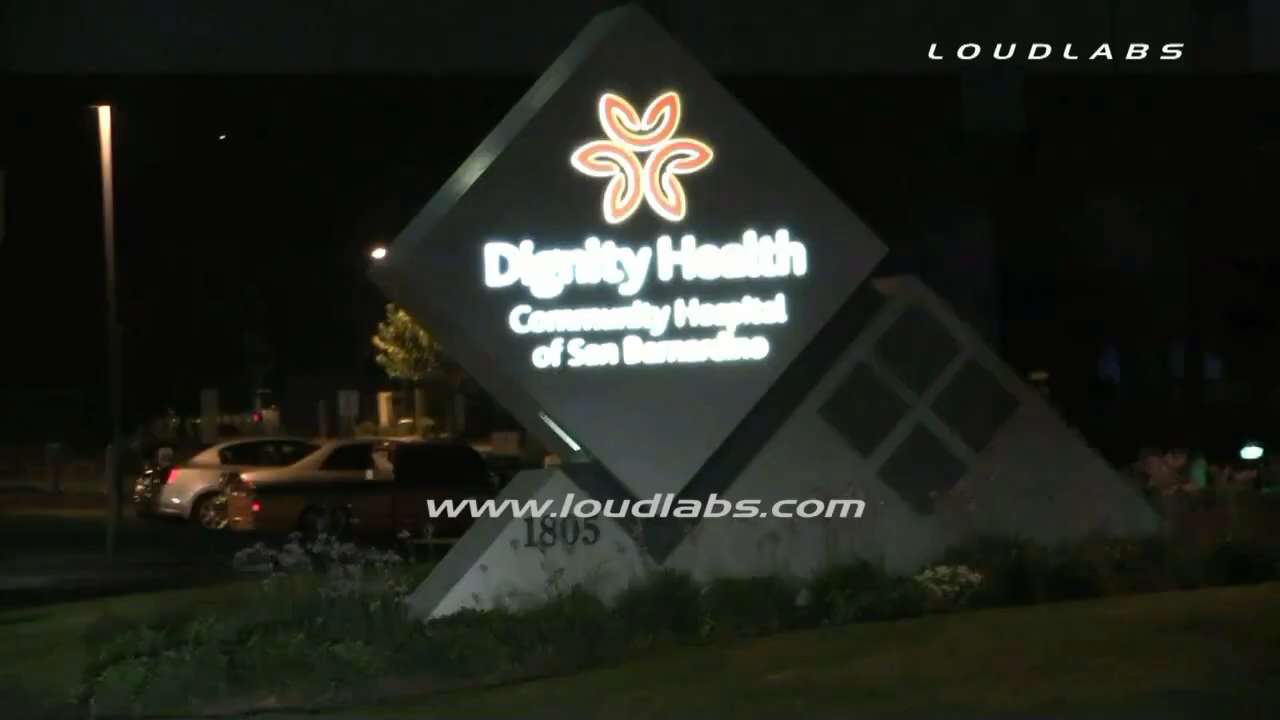 LOUDLABS
Dignity Health
Community Hospital
of San Bernardino
www.loudlabs.com
1805